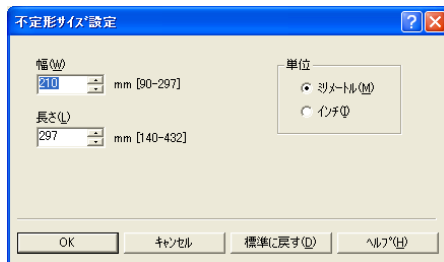 不定形サイズ設定
幅(W)
210
mm [90-297]
長さ(L)
297
mm [140-432]
単位
ミリメートル(M)
インチ(I)
OK
キャンセル
標準に戻す(D)
ヘルプ(H)